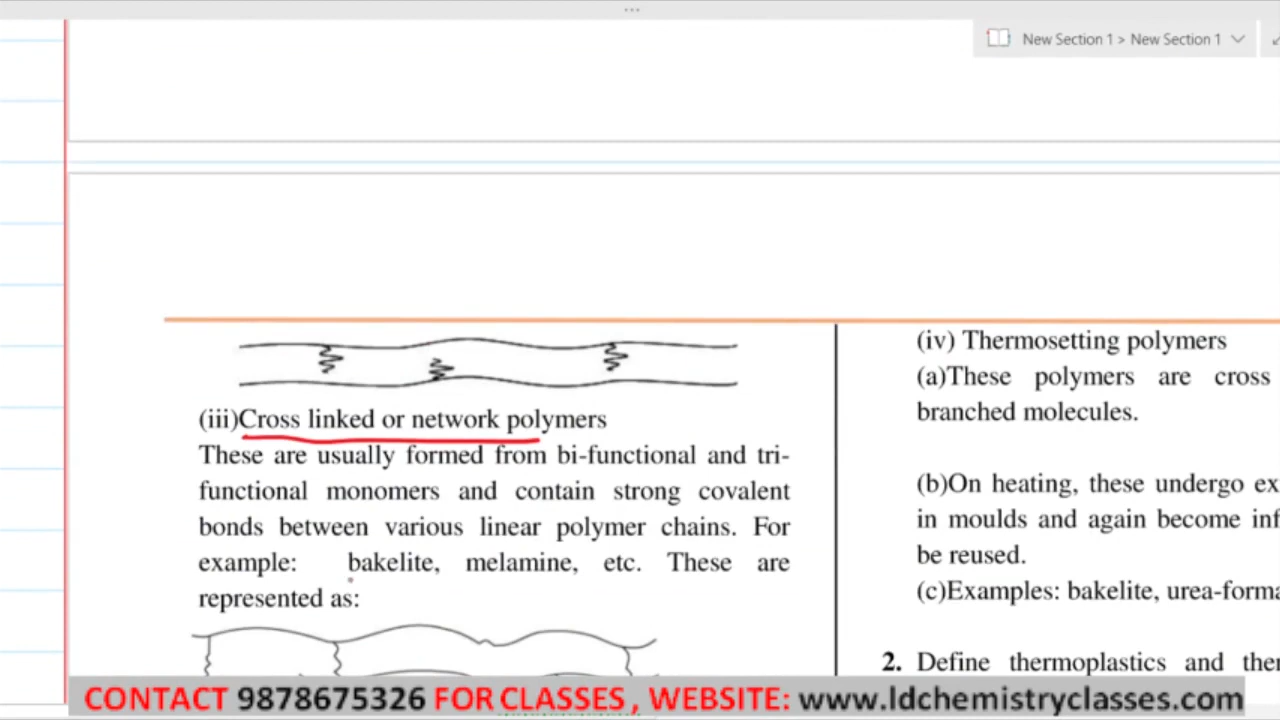 New Section 1 > New Section 1
(iii)Cross linked or network polymers
These are usually formed from bi-functional and tri-
functional monomers and contain strong covalent
bonds between various linear polymer chains. For
example: bakelite, melamine, etc. These are
represented as:
(iv) Thermosetting polymers
(a)These polymers are cross
branched molecules.
(b)On heating, these undergo ex
in moulds and again become inf
be reused.
(c)Examples: bakelite, urea-forma
2. Define thermoplastics and ther
CONTACT 9878675326 FOR CLASSES , WEBSITE: www.ldchemistryclasses.com